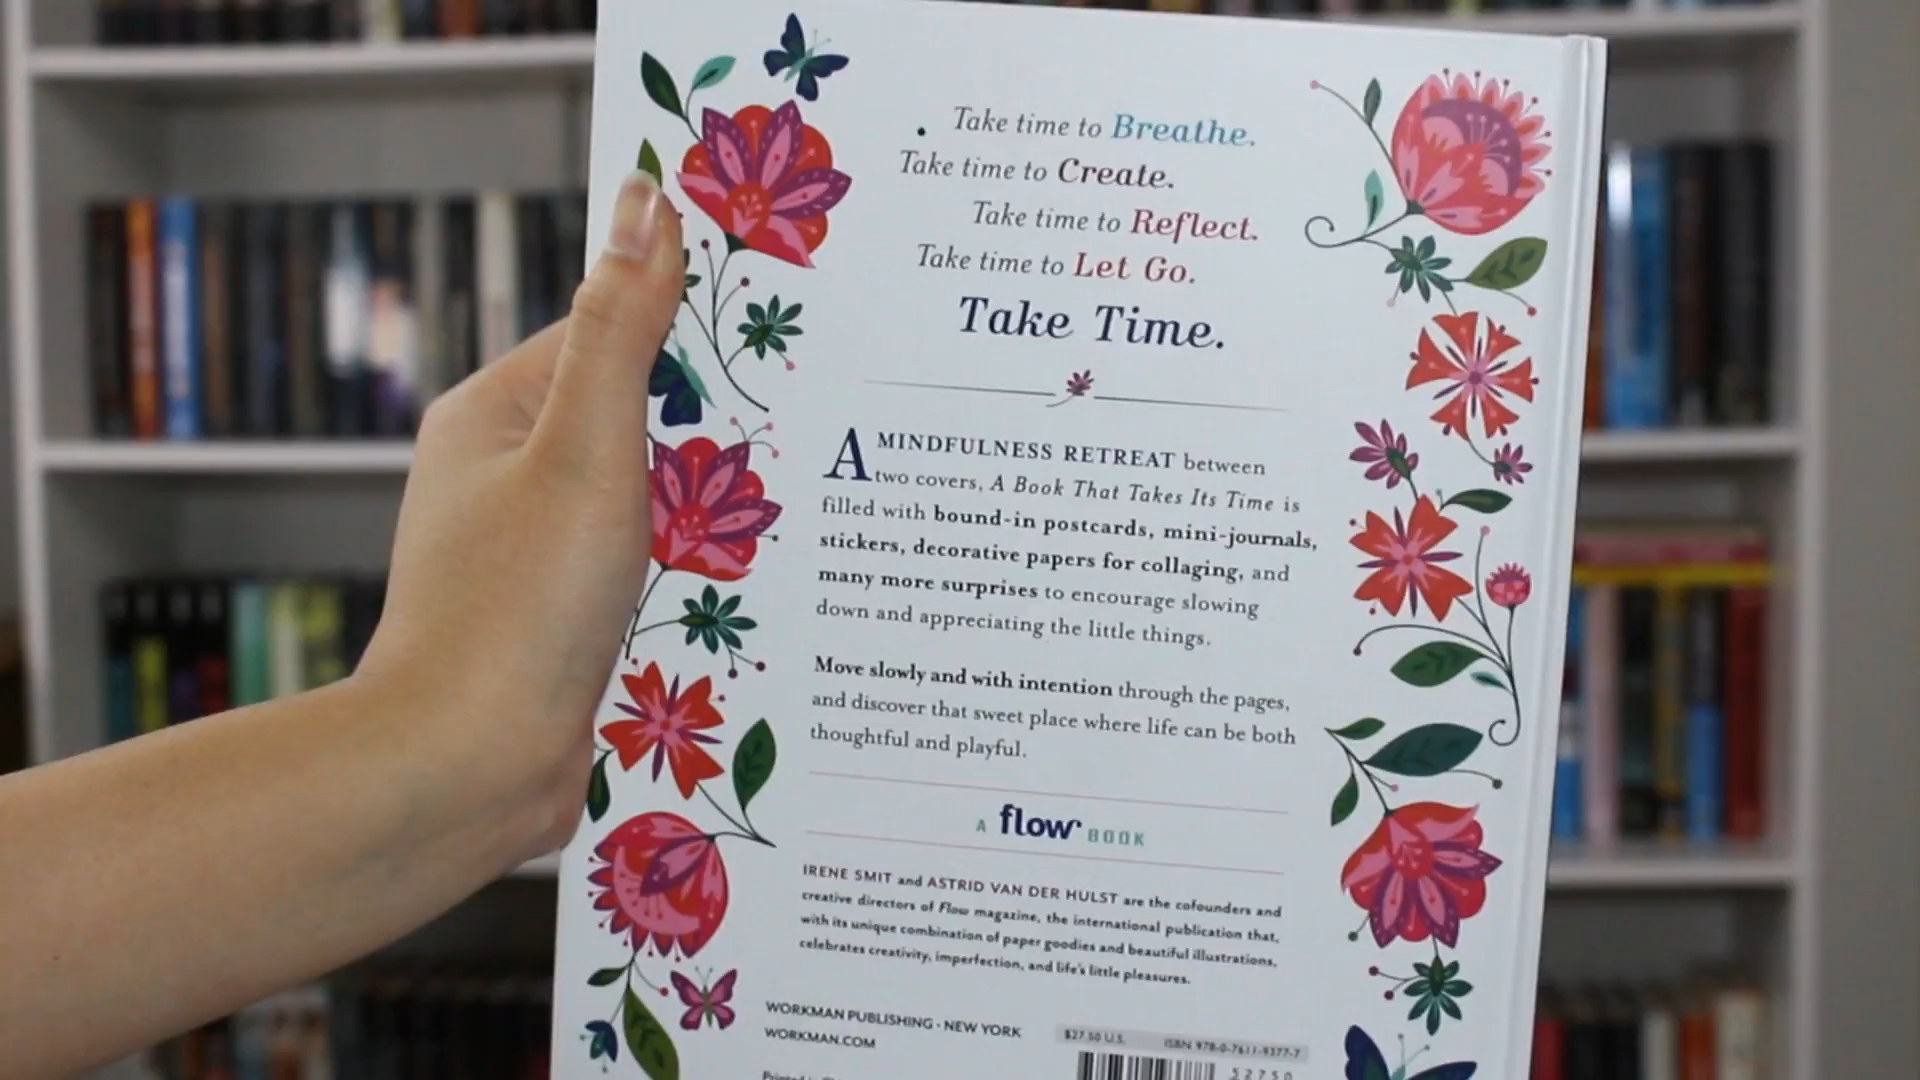 Take time to Breathe.
Take time to Create.
Take time to Reflect.
Take time to Let Go.
Take Time.
A MINDFULNESS RETREAT between
two covers, A Book That Takes Its Time is
filled with bound-in postcards, mini-journals,
stickers, decorative papers for collaging, and
many more surprises to encourage slowing
down and appreciating the little things.
Move slowly and with intention through the pages,
and discover that sweet place where life can be both
thoughtful and playful.
A flow BOOK
IRENE SMIT and ASTRID VAN DER HULST are the cofounders and
creative directors of Flow magazine, the international publication that,
with its unique combination of paper goodies and beautiful illustrations,
celebrates creativity, imperfection, and life's little pleasures.
WORKMAN PUBLISHING • NEW YORK
WORKMAN.COM
$27.50 U.S. ISBN 978-0-7611-9377-7
52750